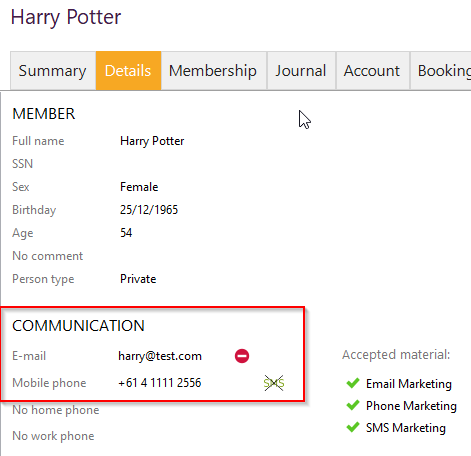 Harry Potter
Summary Details Membership Journal Account Booking
MEMBER
Full name Harry Potter
SSN
Sex Female
Birthday 25/12/1965
Age 54
No comment
Person type Private
COMMUNICATION
E-mail harry@test.com
Accepted material:
Mobile phone +61 4 1111 2556 SMS
Email Marketing
No home phone
Phone Marketing
No work phone
SMS Marketing